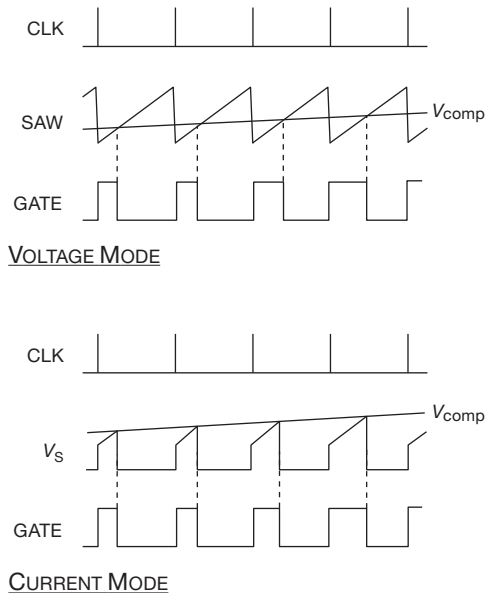 CLK
Vcomp
SAW
GATE
VOLTAGE MODE
CLK
Vcomp
VS
GATE
CURRENT MODE